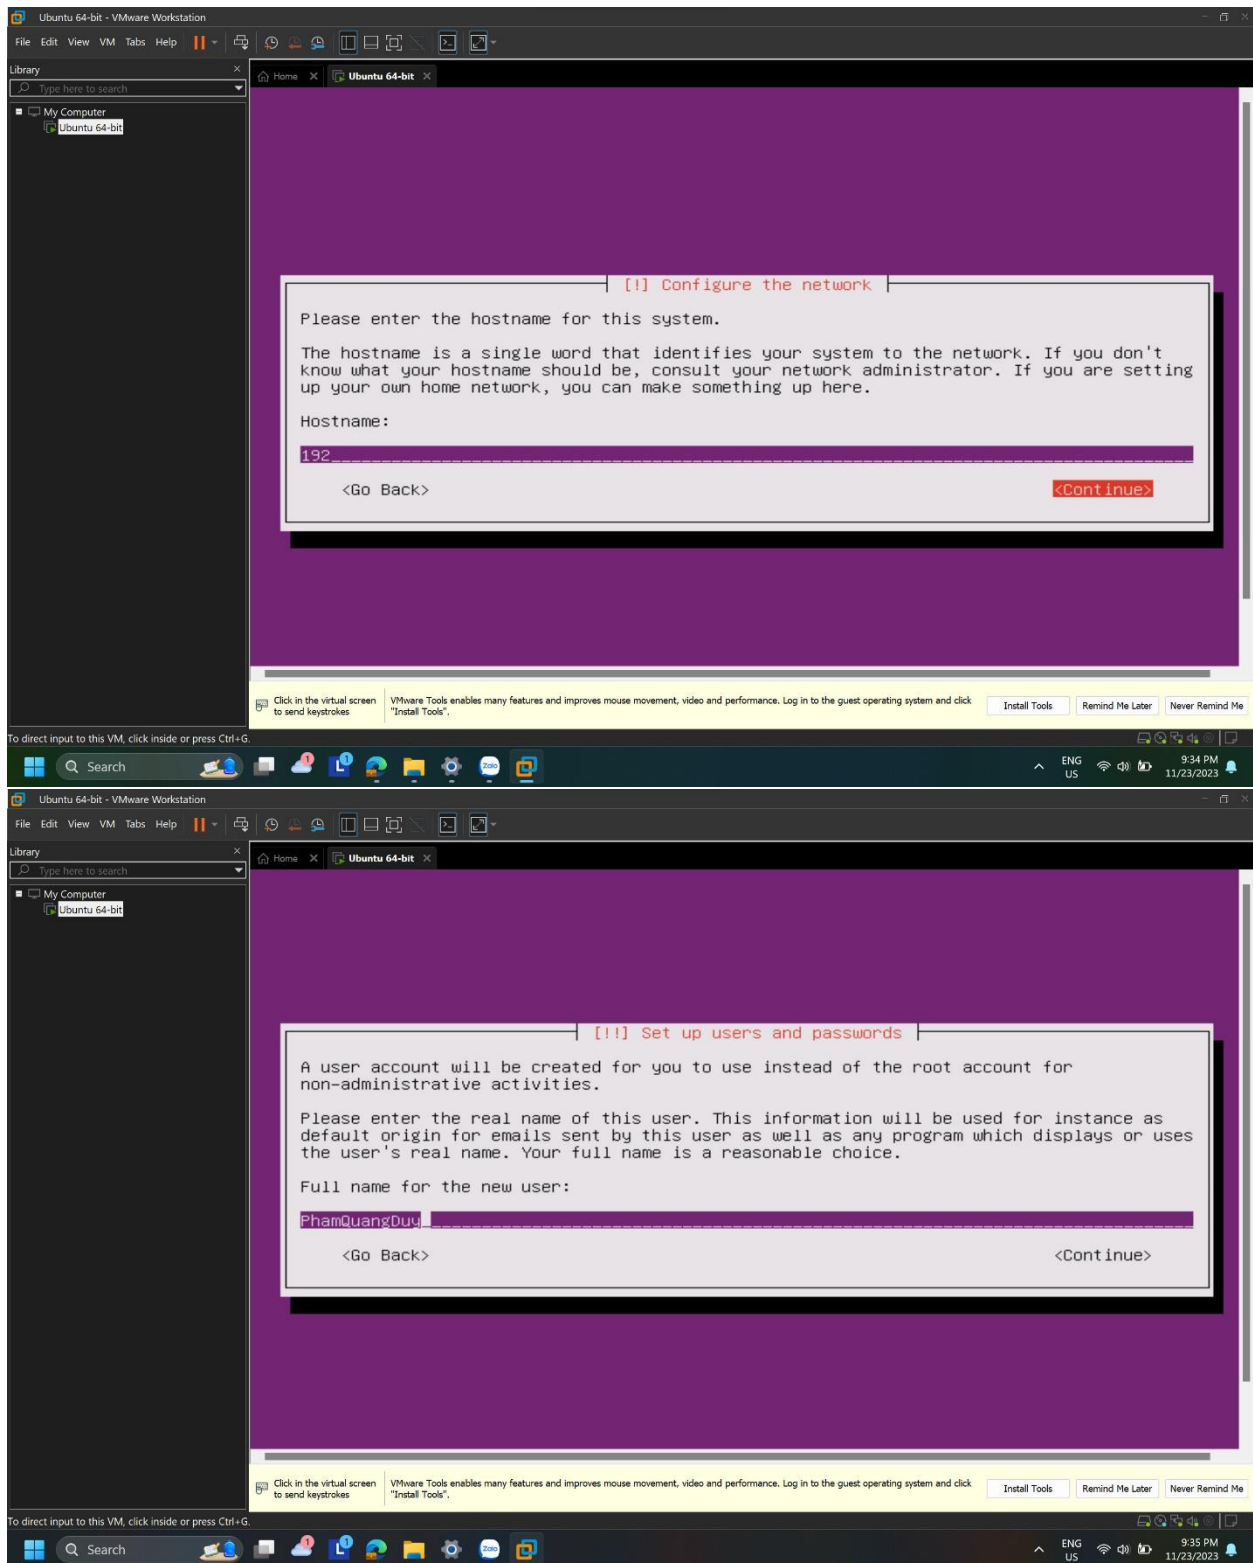 Ubuntu 64-bit - VMware Workstation
File Edit View VM Tabs Help
Library
Home
Ubuntu 64-bit
Type here to search
My Computer
Ubuntu 64-bit
[!] Configure the network
Please enter the hostname for this system.
The hostname is a single word that identifies your system to the network. If you don't
know what your hostname should be, consult your network administrator. If you are setting
up your own home network, you can make something up here.
Hostname:
192
<Go Back> <Continue>
Click in the virtual screen
to send keystrokes
VMware Tools enables many features and improves mouse movement, video and performance. Log in to the guest operating system and click
"Install Tools".
Install Tools
Remind Me Later
Never Remind Me
To direct input to this VM, click inside or press Ctrl+G.
Search
1
L
1
Zalo
ENG
US
9:34 PM
11/23/2023
Ubuntu 64-bit - VMware Workstation
File Edit View VM Tabs Help
Library
Home
Ubuntu 64-bit
Type here to search
My Computer
Ubuntu 64-bit
[!!] Set up users and passwords
A user account will be created for you to use instead of the root account for
non-administrative activities.
Please enter the real name of this user. This information will be used for instance as
default origin for emails sent by this user as well as any program which displays or uses
the user's real name. Your full name is a reasonable choice.
Full name for the new user:
PhamQuangDuy
<Go Back> <Continue>
Click in the virtual screen
to send keystrokes
VMware Tools enables many features and improves mouse movement, video and performance. Log in to the guest operating system and click
"Install Tools".
Install Tools
Remind Me Later
Never Remind Me
To direct input to this VM, click inside or press Ctrl+G.
Search
1
L
1
Zalo
ENG
US
9:35 PM
11/23/2023